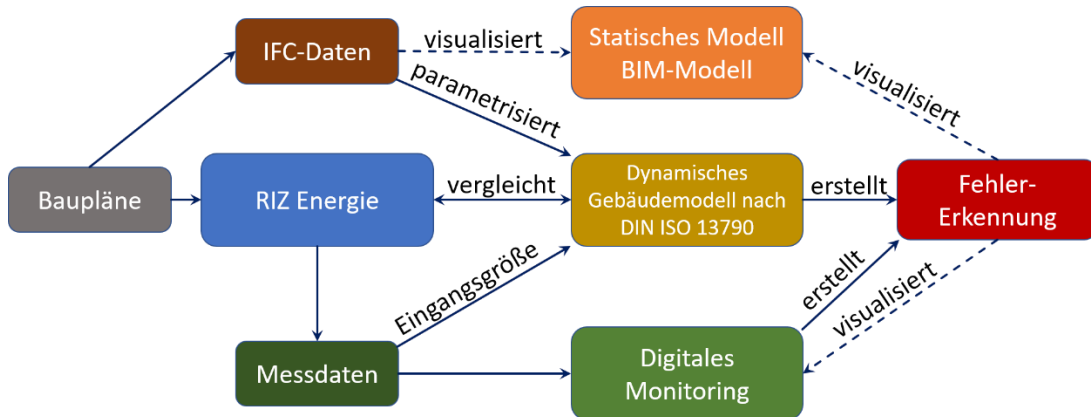 IFC-Daten
visualisiert
Statisches Modell
BIM-Modell
visualisiert
parametrisiert
Baupläne
RIZ Energie
vergleicht
Dynamisches
Gebäudemodell nach
DIN ISO 13790
erstellt
Fehler-
Erkennung
Eingangsgröße
erstellt
visualisiert
Messdaten
Digitales
Monitoring